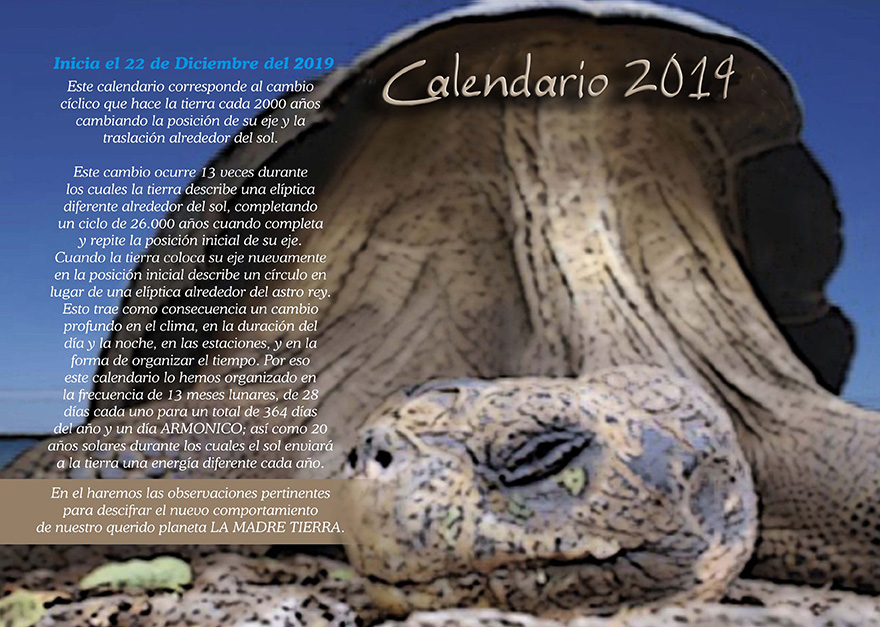 Calendario 2019
Inicia el 22 de Diciembre del 2019
Este calendario corresponde al cambio
cíclico que hace la tierra cada 2000 años
cambiando la posición de su eje y la
traslación alrededor del sol.
Este cambio ocurre 13 veces durante
los cuales la tierra describe una elíptica
diferente alrededor del sol, completando
un ciclo de 26.000 años cuando completa
y repite la posición inicial de su eje.
Cuando la tierra coloca su eje nuevamente
en la posición inicial describe un círculo en
lugar de una elíptica alrededor del astro rey.
Esto trae como consecuencia un cambio
profundo en el clima, en la duración del
día y la noche, en las estaciones, y en la
forma de organizar el tiempo. Por eso
este calendario lo hemos organizado en
la frecuencia de 13 meses lunares, de 28
días cada uno para un total de 364 días
del año y un día ARMONICO; así como 20
años solares durante los cuales el sol enviará
a la tierra una energía diferente cada año.
En el haremos las observaciones pertinentes
para descifrar el nuevo comportamiento
de nuestro querido planeta LA MADRE TIERRA.